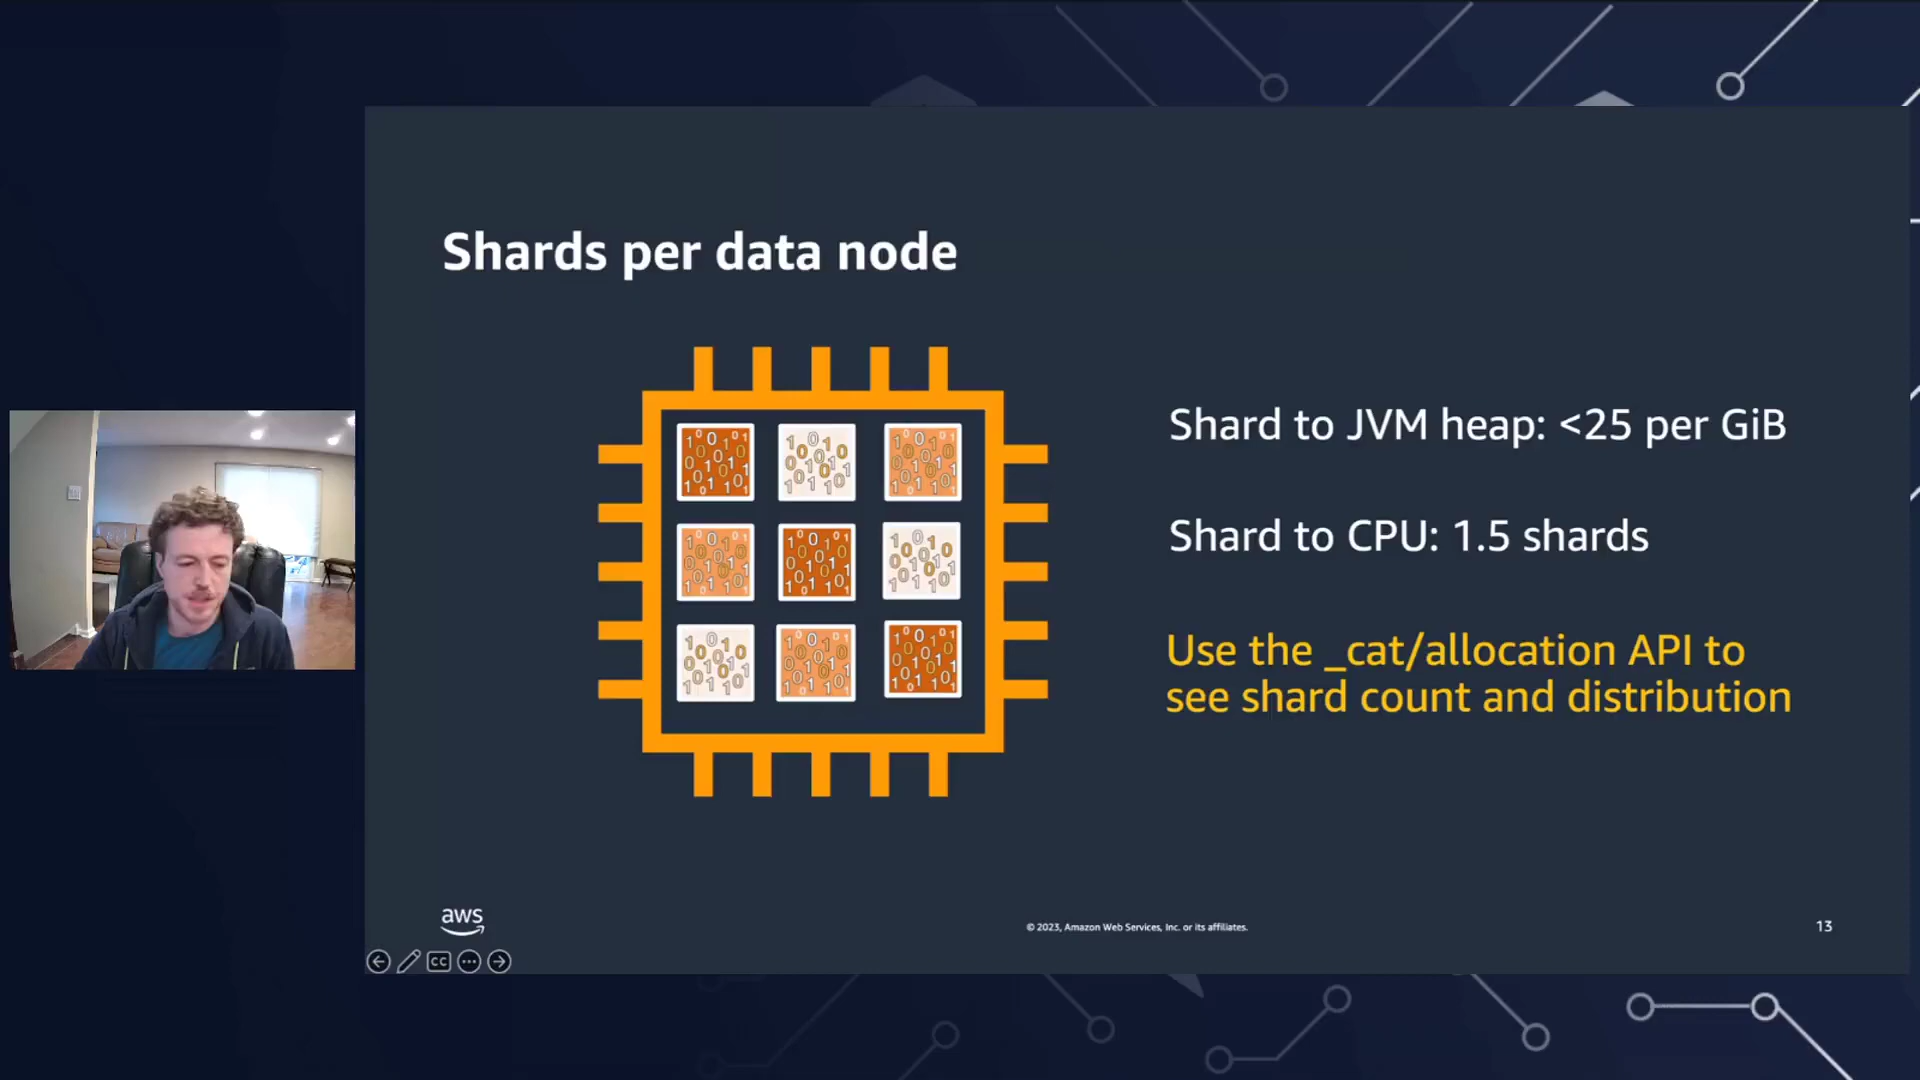 Shards per data node
Shard to JVM heap: <25 per GiB
Shard to CPU: 1.5 shards
Use the _cat/allocation API to
see shard count and distribution
aws
© 2023, Amazon Web Services, Inc. or its affiliates.
13
CC